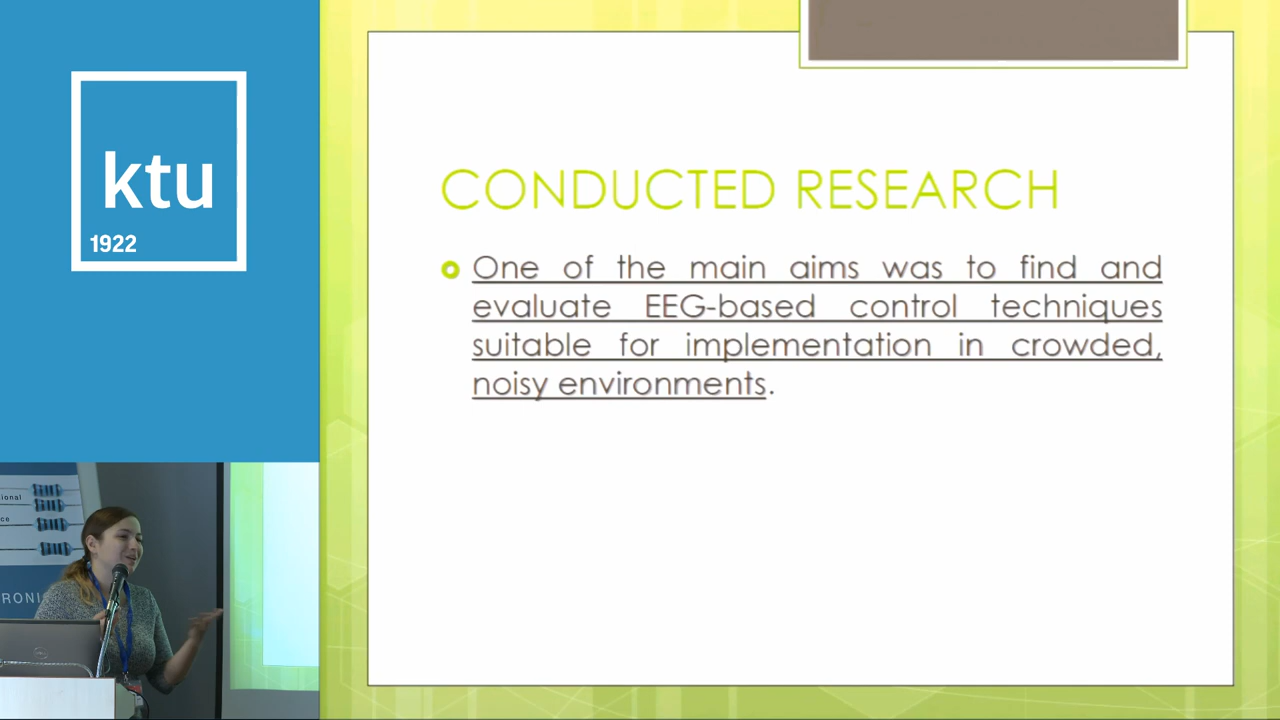 ktu
1922
CONDUCTED RESEARCH
One of the main aims was to find and
evaluate EEG-based control techniques
suitable for implementation in crowded,
noisy environments.